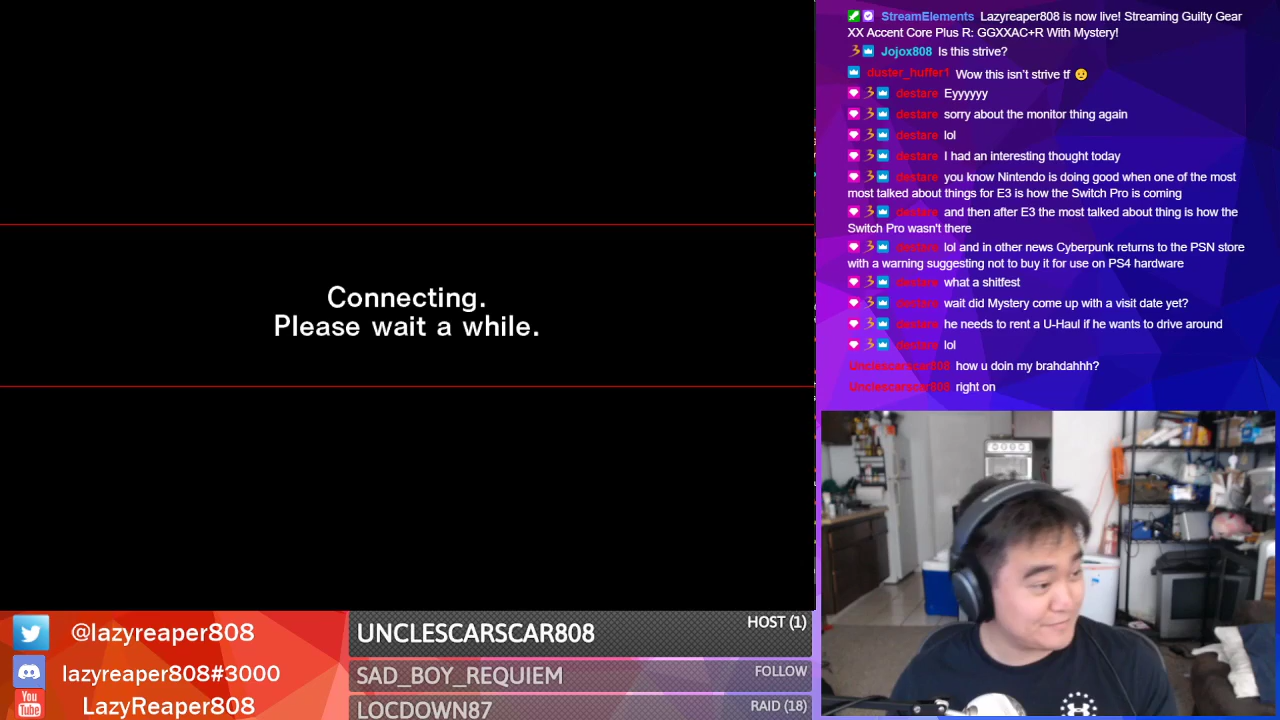 StreamElements Lazyreaper808 is now live! Streaming Guilty Gear
XX Accent Core Plus R: GGXXAC+R With Mystery!
Jojox808 Is this strive?
duster_huffer1 Wow this isn't strive tf
destare Eyyyyyy
destare sorry about the monitor thing again
destare lol
destare I had an interesting thought today
destare you know Nintendo is doing good when one of the most
most talked about things for E3 is how the Switch Pro is coming
destare and then after E3 the most talked about thing is how the
Switch Pro wasn't there
destare lol and in other news Cyberpunk returns to the PSN store
with a warning suggesting not to buy it for use on PS4 hardware
destare what a shitfest
destare wait did Mystery come up with a visit date yet?
destare he needs to rent a U-Haul if he wants to drive around
destare lol
Unclescarscar808 how u doin my brahdahhh?
Unclescarscar808 right on
Connecting.
Please wait a while.
@lazyreaper808
lazyreaper808#3000
You Tube LazyReaper808
UNCLESCARSCAR808 HOST (1)
SAD_BOY_REQUIEM FOLLOW
LOCDOWN87 RAID (18)